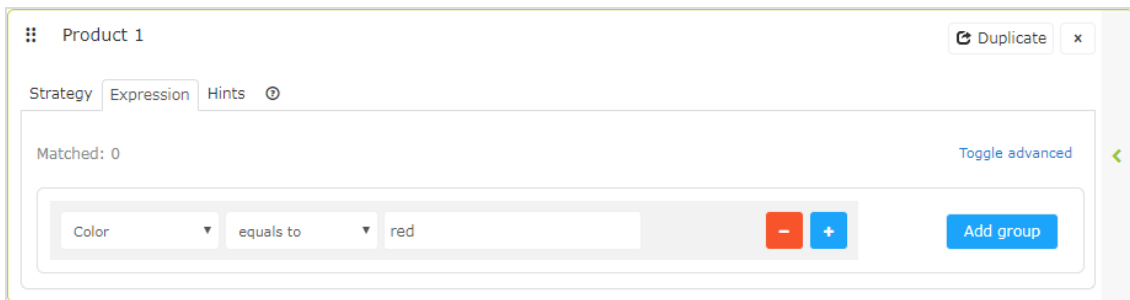 Product 1
Duplicate x
Strategy Expression Hints ?
Matched: 0 Toggle advanced
Color equals to red - + Add group